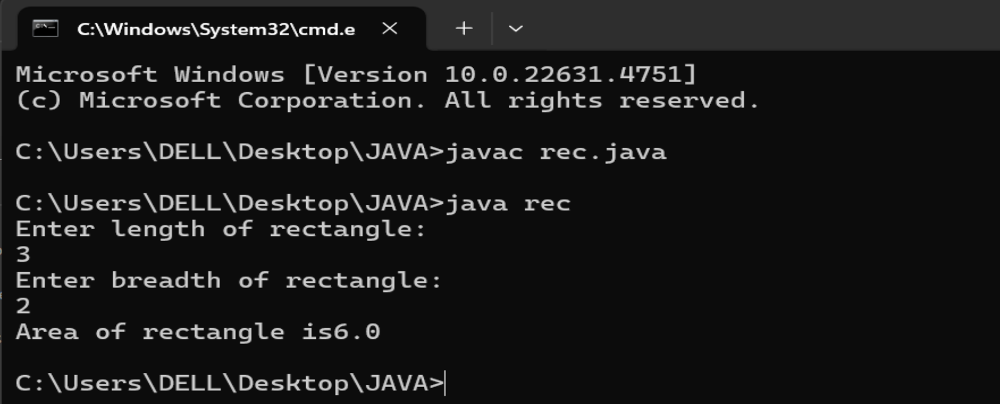 C:\Windows\System32\cmd.e
Microsoft Windows [Version 10.0.22631.4751]
(c) Microsoft Corporation. All rights reserved.
C:\Users\DELL\Desktop\JAVA>javac rec.java
C:\Users\DELL\Desktop\JAVA>java rec
Enter length of rectangle:
3
Enter breadth of rectangle:
2
Area of rectangle is6.0
C:\Users\DELL\Desktop\JAVA>